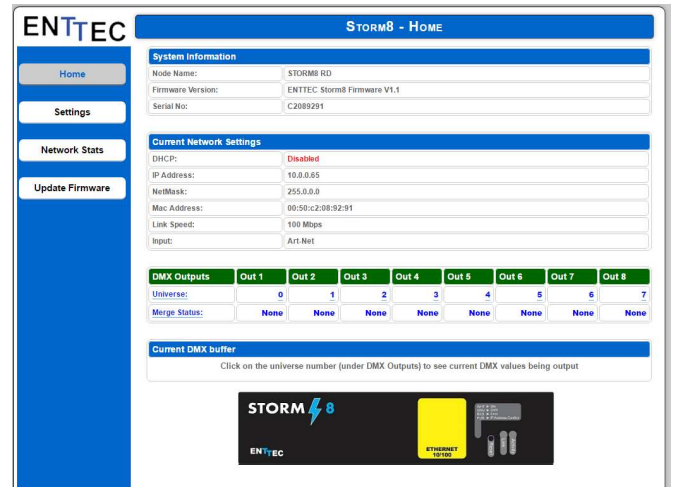 ENTTEC
STORM8 - HOME
Home
Settings
Network Stats
Update Firmware
System Information
Node Name: STORM8 RD
Firmware Version: ENTTEC Storm8 Firmware V1.1
Serial No: C2089291
Current Network Settings
DHCP: Disabled
IP Address: 10.0.0.65
NetMask: 255.0.0.0
Mac Address: 00:50:c2:08:92:91
Link Speed: 100 Mbps
Input: Art-Net
DMX Outputs Out 1 Out 2 Out 3 Out 4 Out 5 Out 6 Out 7 Out 8
Universe: 0 1 2 3 4 5 6 7
Merge Status: None None None None None None None None
Current DMX buffer
Click on the universe number (under DMX Outputs) to see current DMX values being output
STORM 8
ENTTEC
ETHERNET
10/100